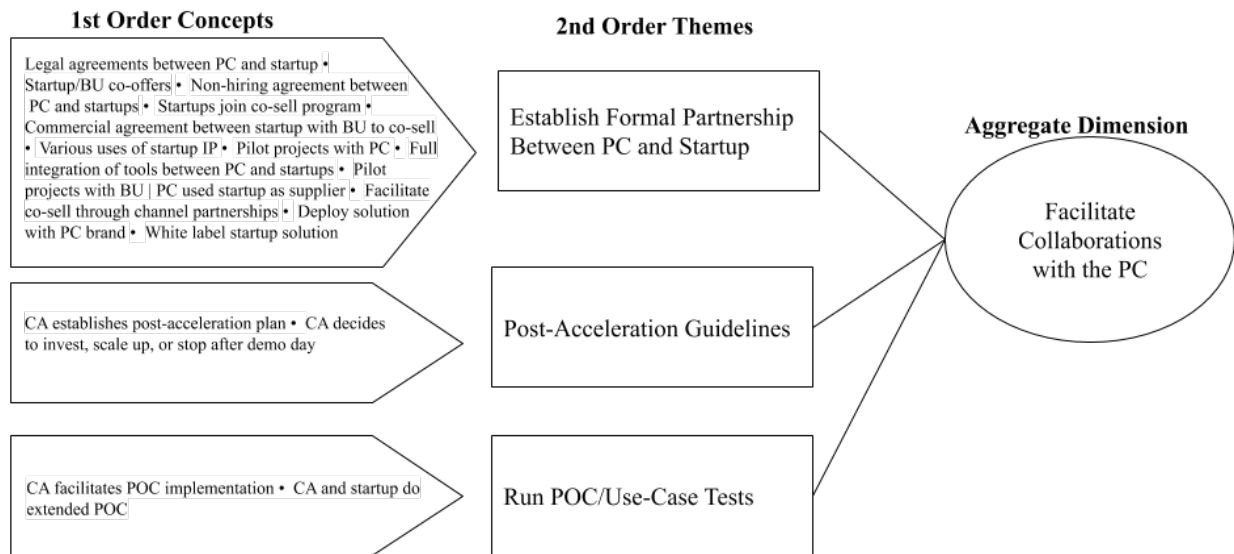 1st Order Concepts
Legal agreements between PC and startup •
Startup/BU co-offers • Non-hiring agreement between
PC and startups • Startups join co-sell program •
Commercial agreement between startup with BU to co-sell
• Various uses of startup IP • Pilot projects with PC • Full
integration of tools between PC and startups • Pilot
projects with BU | PC used startup as supplier • Facilitate
co-sell through channel partnerships • Deploy solution
with PC brand • White label startup solution
CA establishes post-acceleration plan • CA decides
to invest, scale up, or stop after demo day
CA facilitates POC implementation • CA and startup do
extended POC
2nd Order Themes
Establish Formal Partnership
Between PC and Startup
Post-Acceleration Guidelines
Run POC/Use-Case Tests
Aggregate Dimension
Facilitate
Collaborations
with the PC